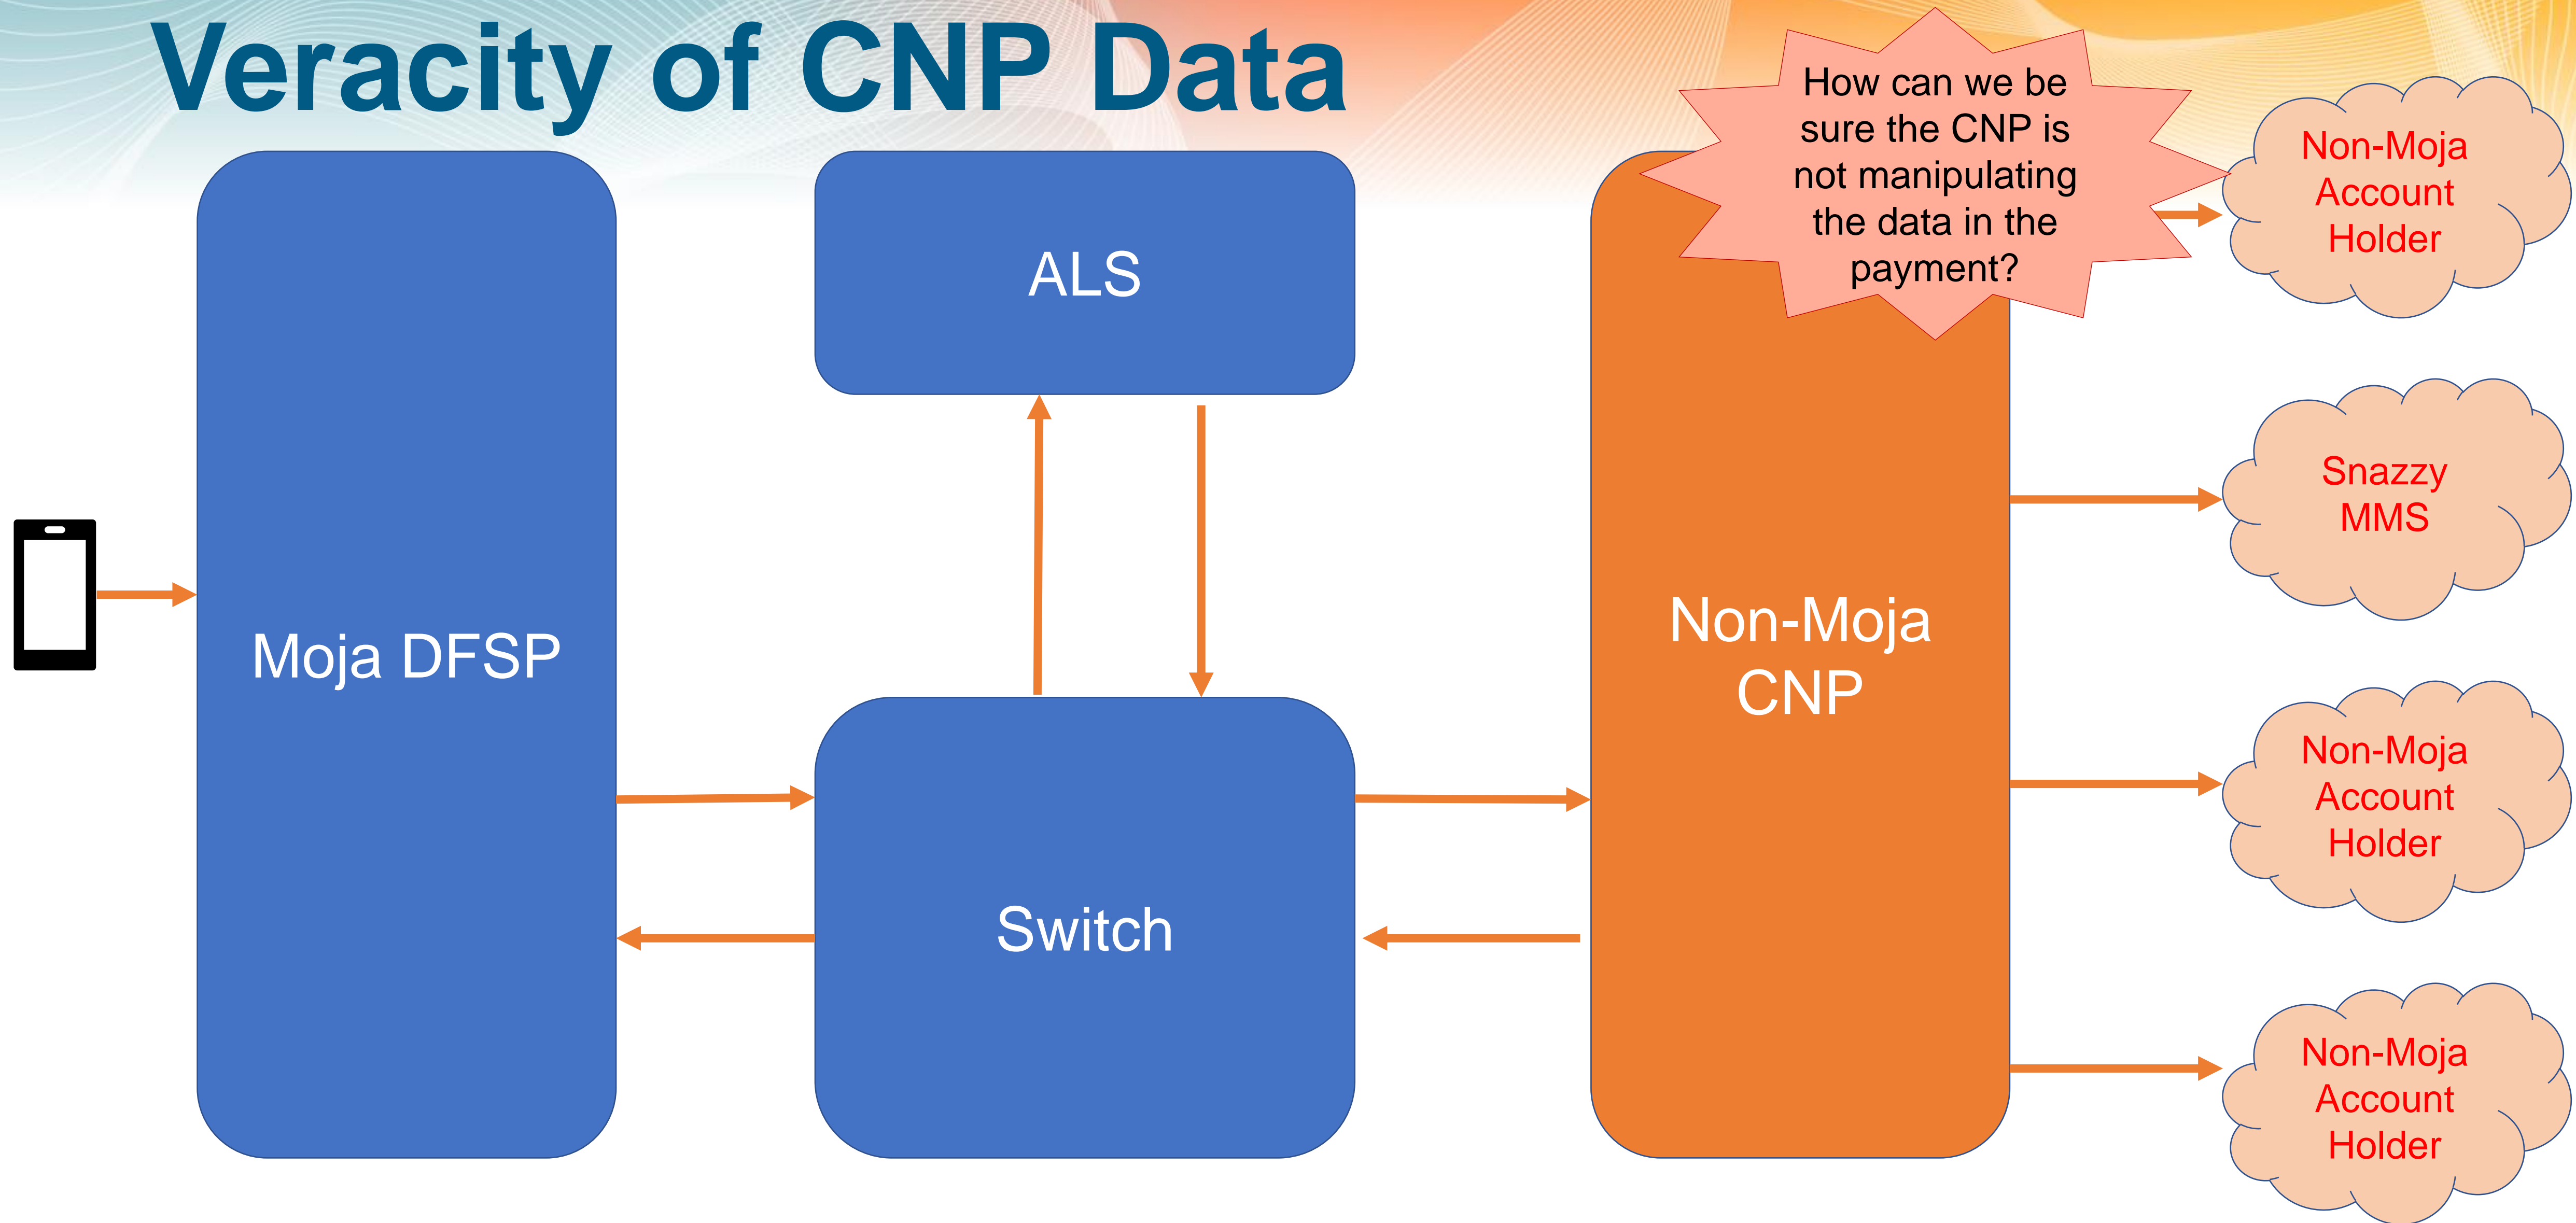 Veracity of CNP Data
How can we be
sure the CNP is
not manipulating
the data in the
payment?
Non-Moja
Account
Holder
ALS
Snazzy
MMS
Moja DFSP
Non-Moja
CNP
Non-Moja
Account
Holder
Switch
Non-Moja
Account
Holder